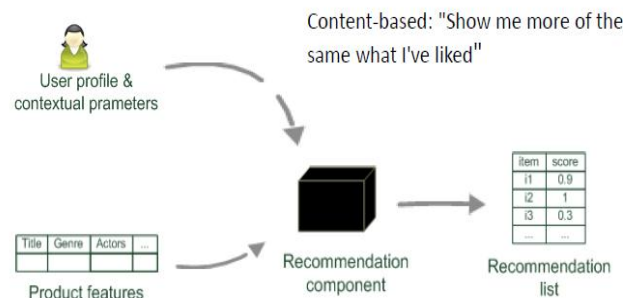 Content-based: "Show me more of the
same what I've liked"
User profile &
contextual prameters
Title Genre Actors ...
Product features
Recommendation
component
item score
i1 0.9
i2 1
i3 0.3
... ...
Recommendation
list